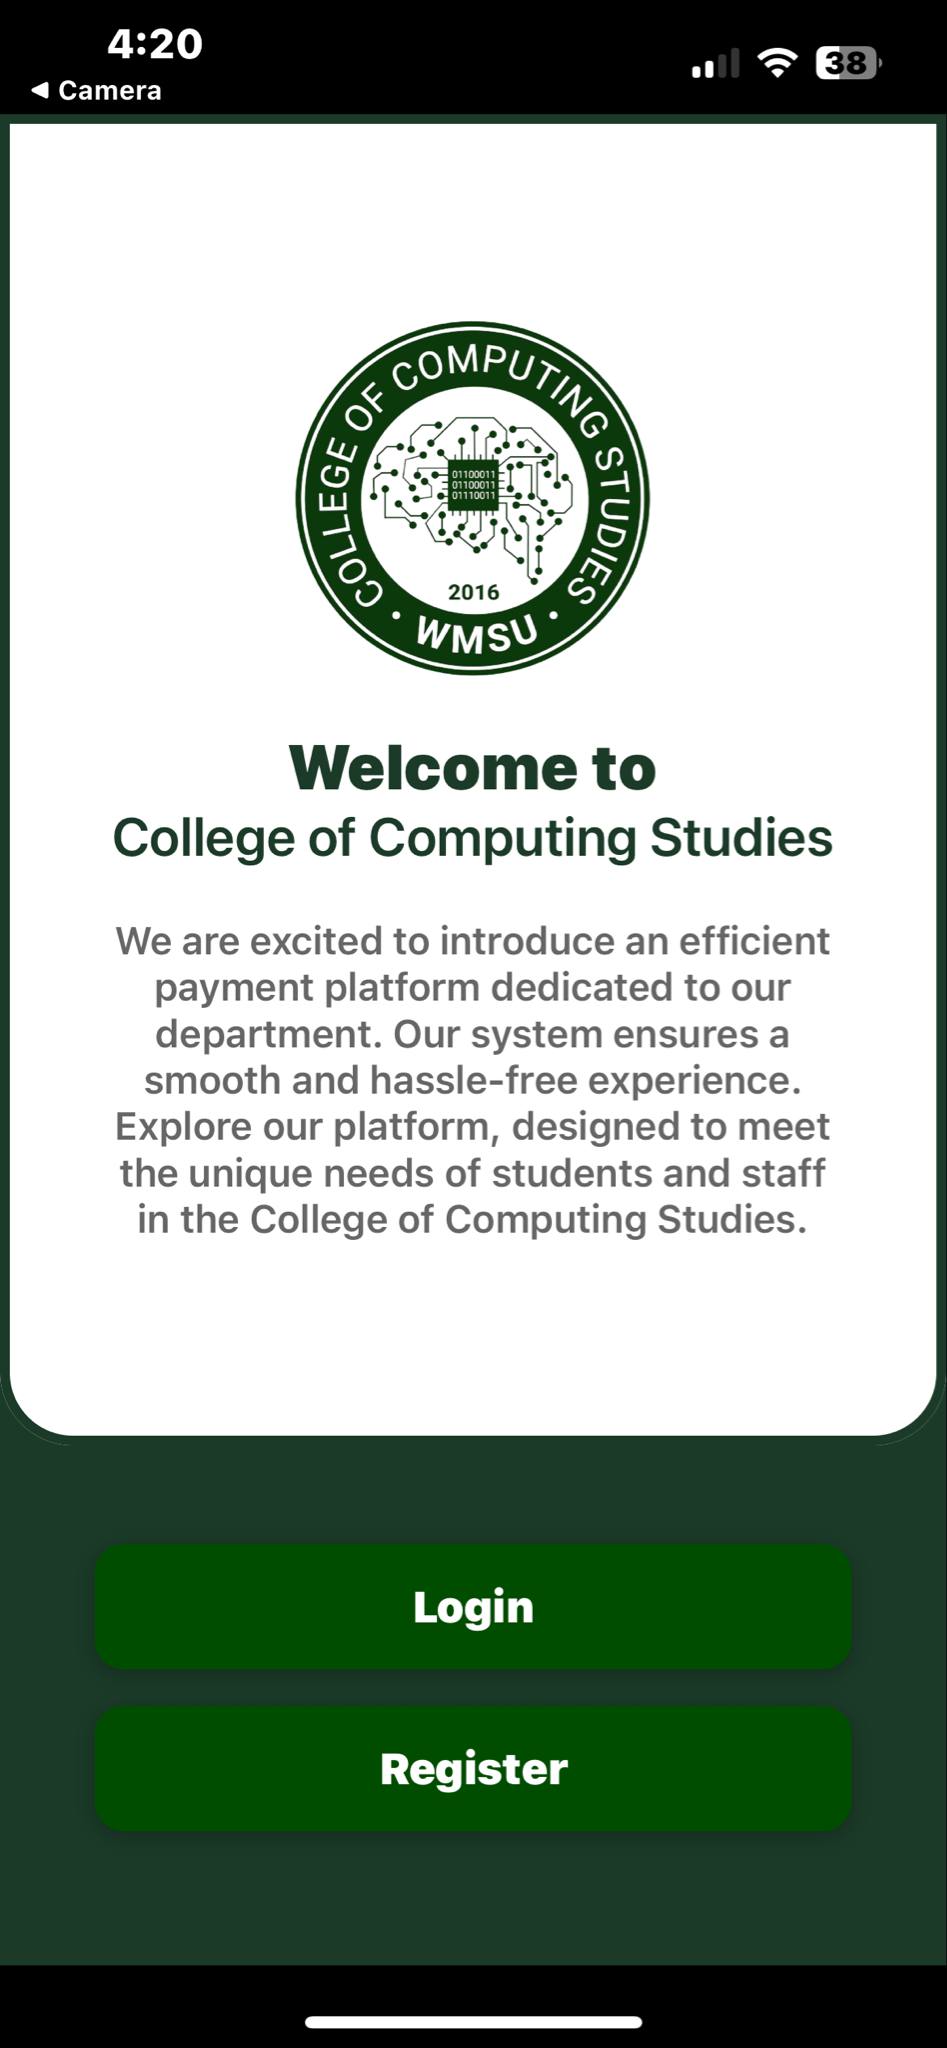 4:20
38
◀ Camera
COLLEGE OF COMPUTING STUDIES
01100011
01100011
01110011
2016
• WMSU •
Welcome to
College of Computing Studies
We are excited to introduce an efficient
payment platform dedicated to our
department. Our system ensures a
smooth and hassle-free experience.
Explore our platform, designed to meet
the unique needs of students and staff
in the College of Computing Studies.
Login
Register